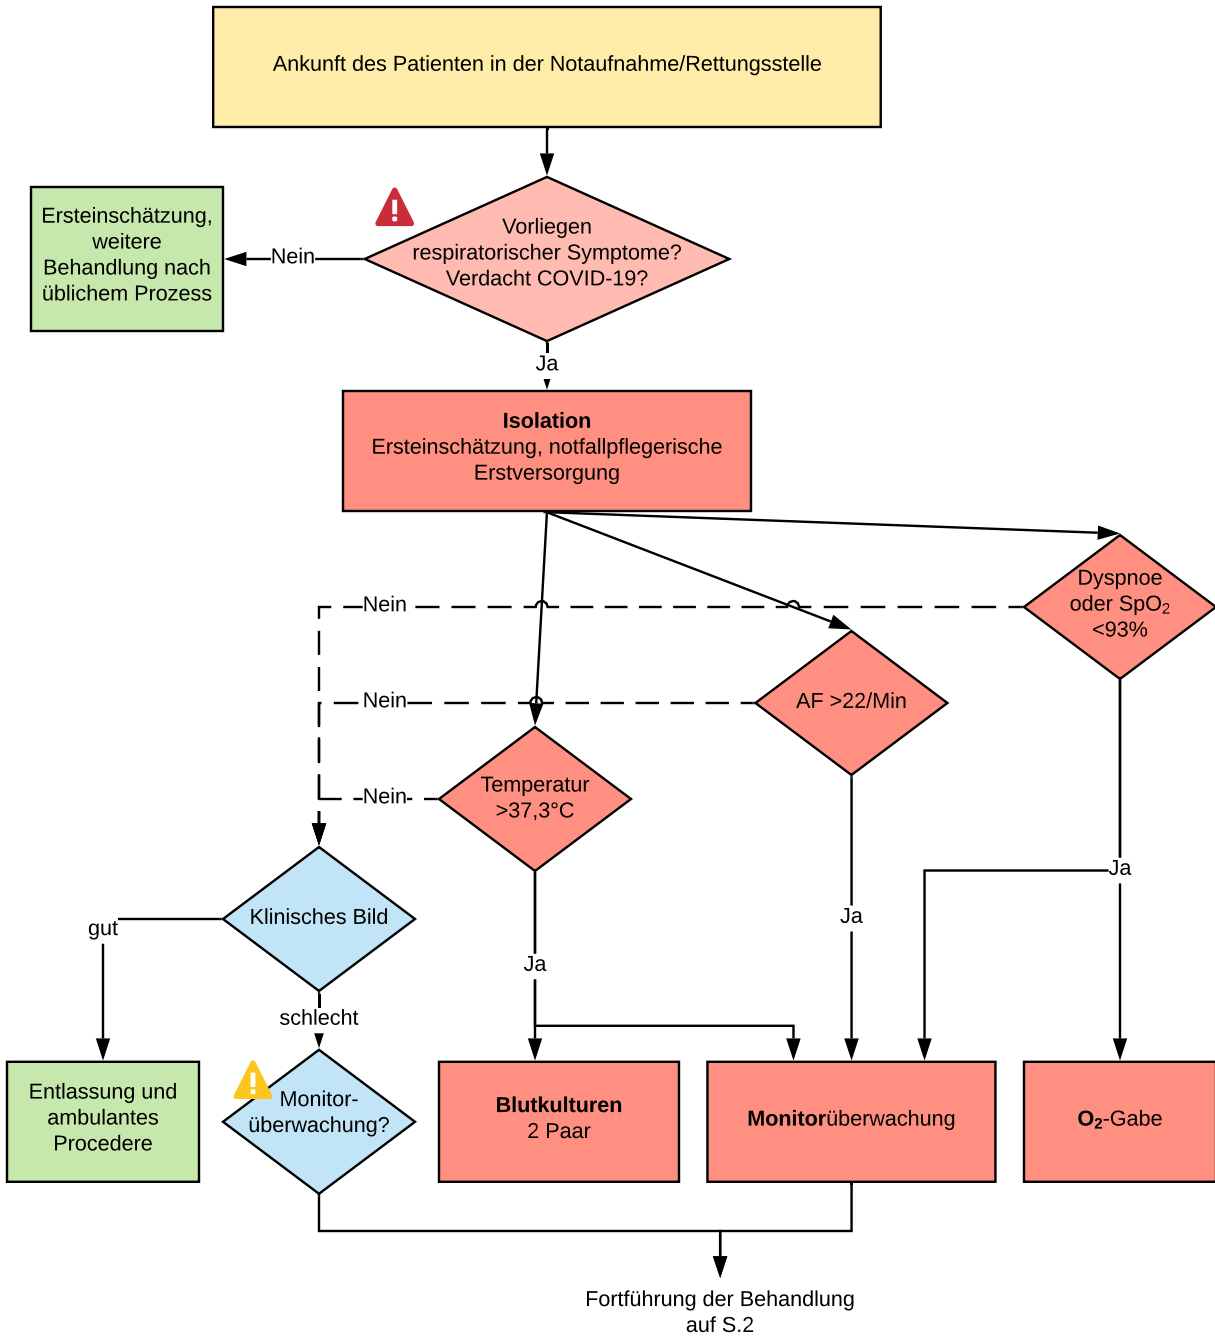 Ankunft des Patienten in der Notaufnahme/Rettungsstelle
Ersteinschätzung,
weitere
Behandlung nach
üblichem Prozess
Nein
Vorliegen
respiratorischer Symptome?
Verdacht COVID-19?
Ja
Isolation
Ersteinschätzung, notfallpflegerische
Erstversorgung
Dyspnoe
oder SpO₂
<93%
Nein
AF >22/Min
Nein
Temperatur
>37,3°C
Nein
Ja
Klinisches Bild
gut
Ja
Ja
schlecht
Entlassung und
ambulantes
Procedere
Monitor-
überwachung?
Blutkulturen
2 Paar
Monitorüberwachung
O₂-Gabe
Fortführung der Behandlung
auf S.2